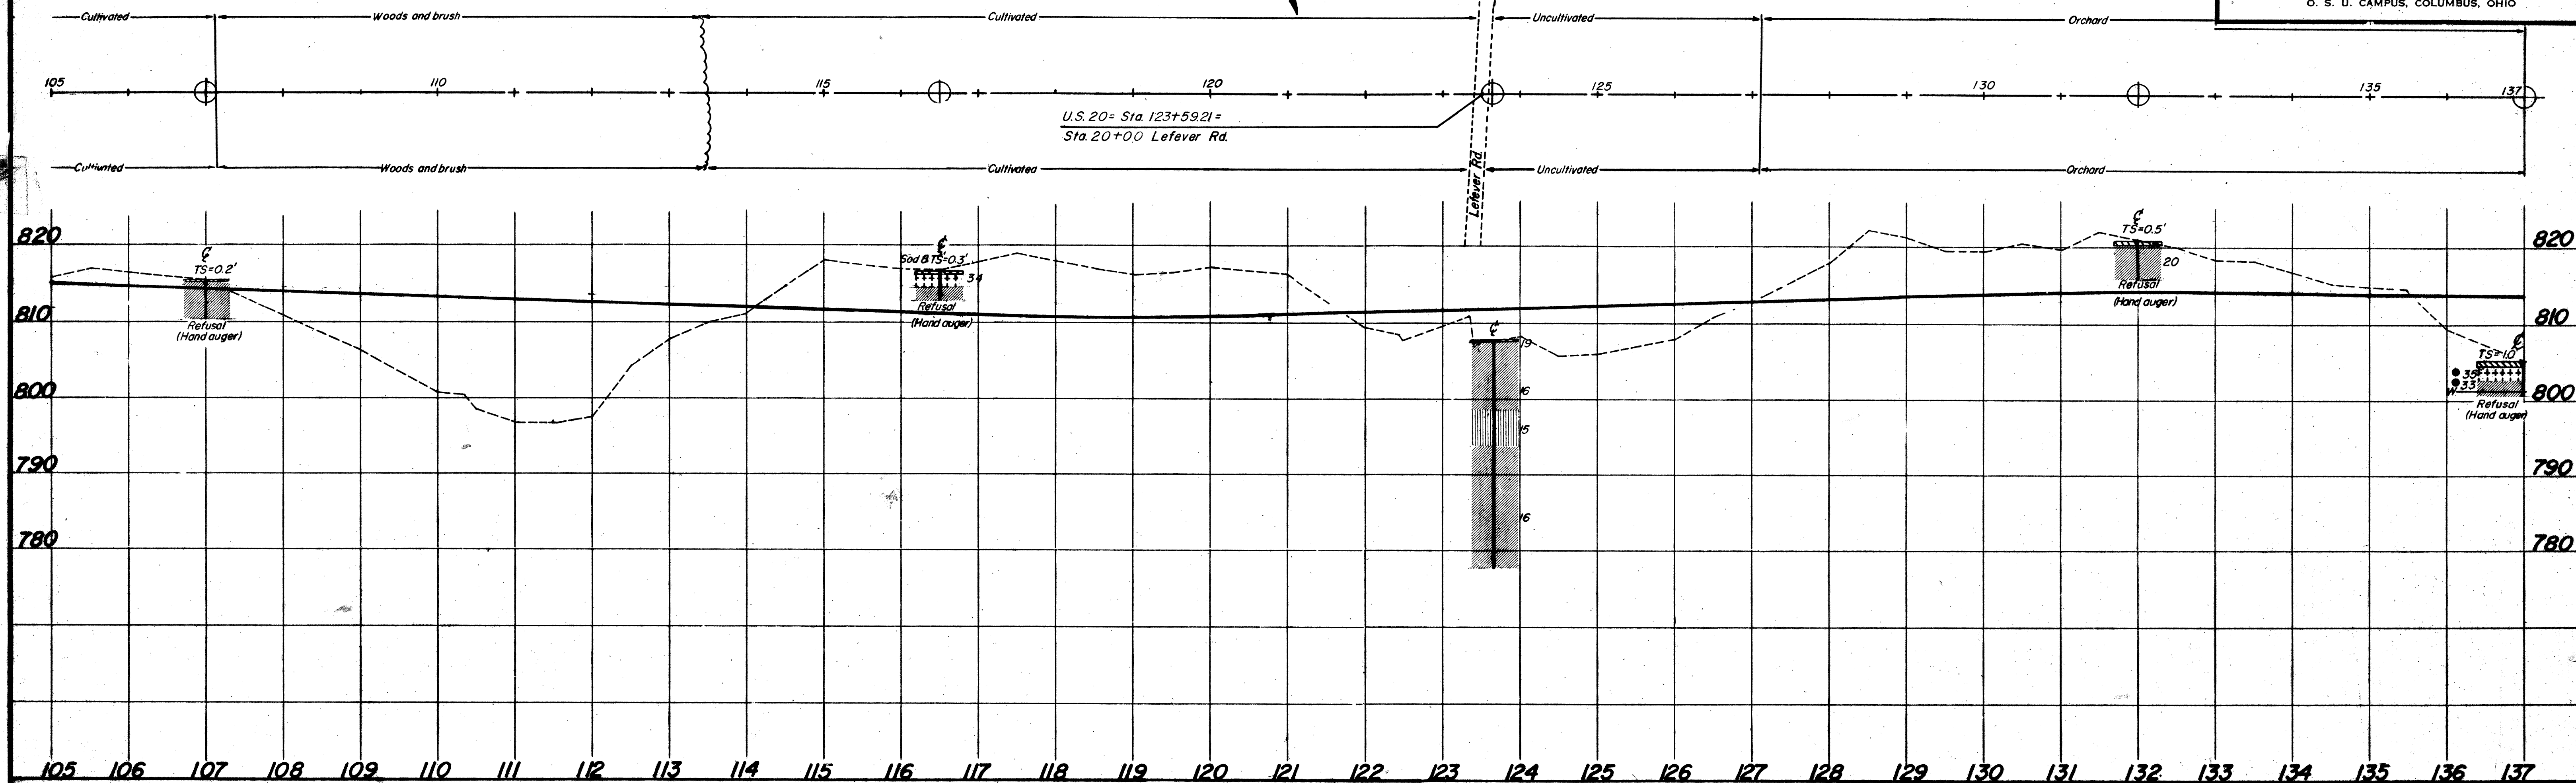 O. S. U. CAMPUS, COLUMBUS, OHIO
Cultivated Woods and brush Cultivated Uncultivated Orchard
105 110 115 120 125 130 135 137
U.S. 20 = Sta. 123+59.21 =
Sta. 20+00 Lefever Rd.
Lefever Rd.
Cultivated Woods and brush Cultivated Uncultivated Orchard
820 820
℄
TS=0.2'
Refusal
(Hand auger)
℄
Sod & TS=0.3'
34
Refusal
(Hand auger)
℄
19
16
15
16
℄
TS=0.5'
20
Refusal
(Hand auger)
℄
TS=1.0'
35
33
W
Refusal
(Hand auger)
810 810
800 800
790 790
780 780
105 106 107 108 109 110 111 112 113 114 115 116 117 118 119 120 121 122 123 124 125 126 127 128 129 130 131 132 133 134 135 136 137